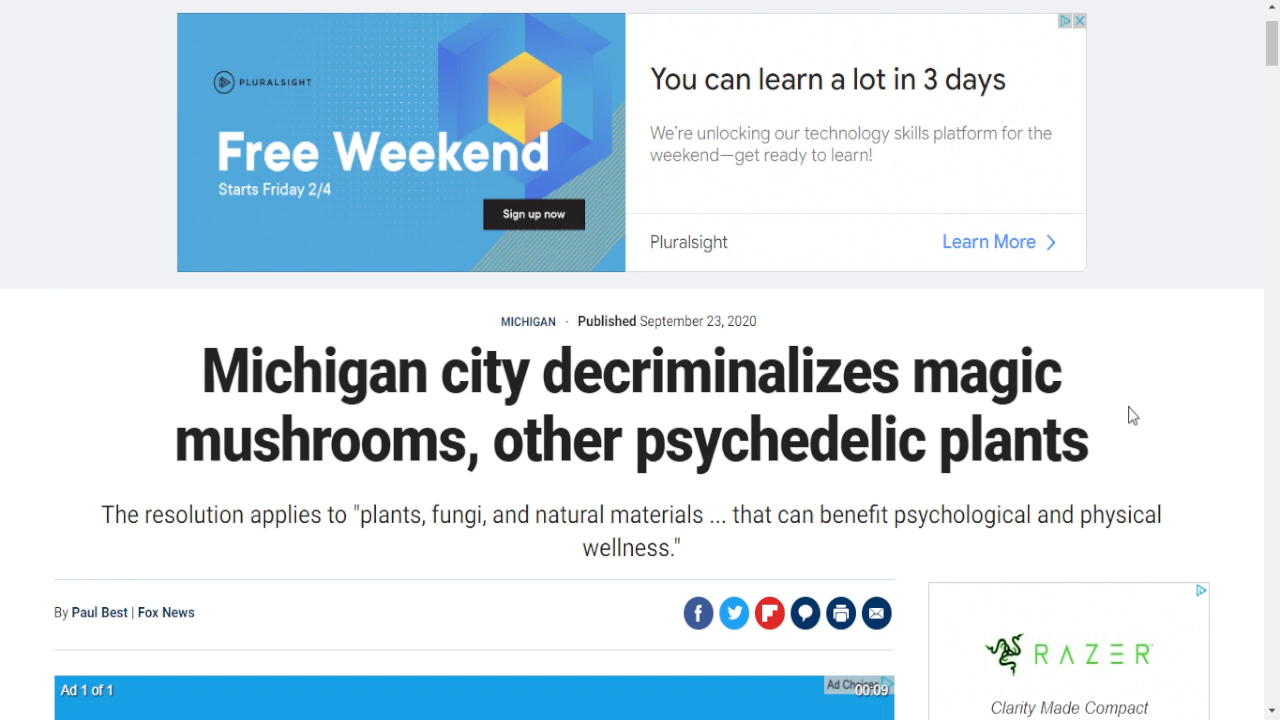 PLURALSIGHT
Free Weekend
Starts Friday 2/4
Sign up now
You can learn a lot in 3 days
We're unlocking our technology skills platform for the
weekend—get ready to learn!
Pluralsight
Learn More
MICHIGAN · Published September 23, 2020
Michigan city decriminalizes magic
mushrooms, other psychedelic plants
The resolution applies to "plants, fungi, and natural materials ... that can benefit psychological and physical
wellness."
By Paul Best | Fox News
Ad 1 of 1
Ad Choices
00:09
RAZER
Clarity Made Compact